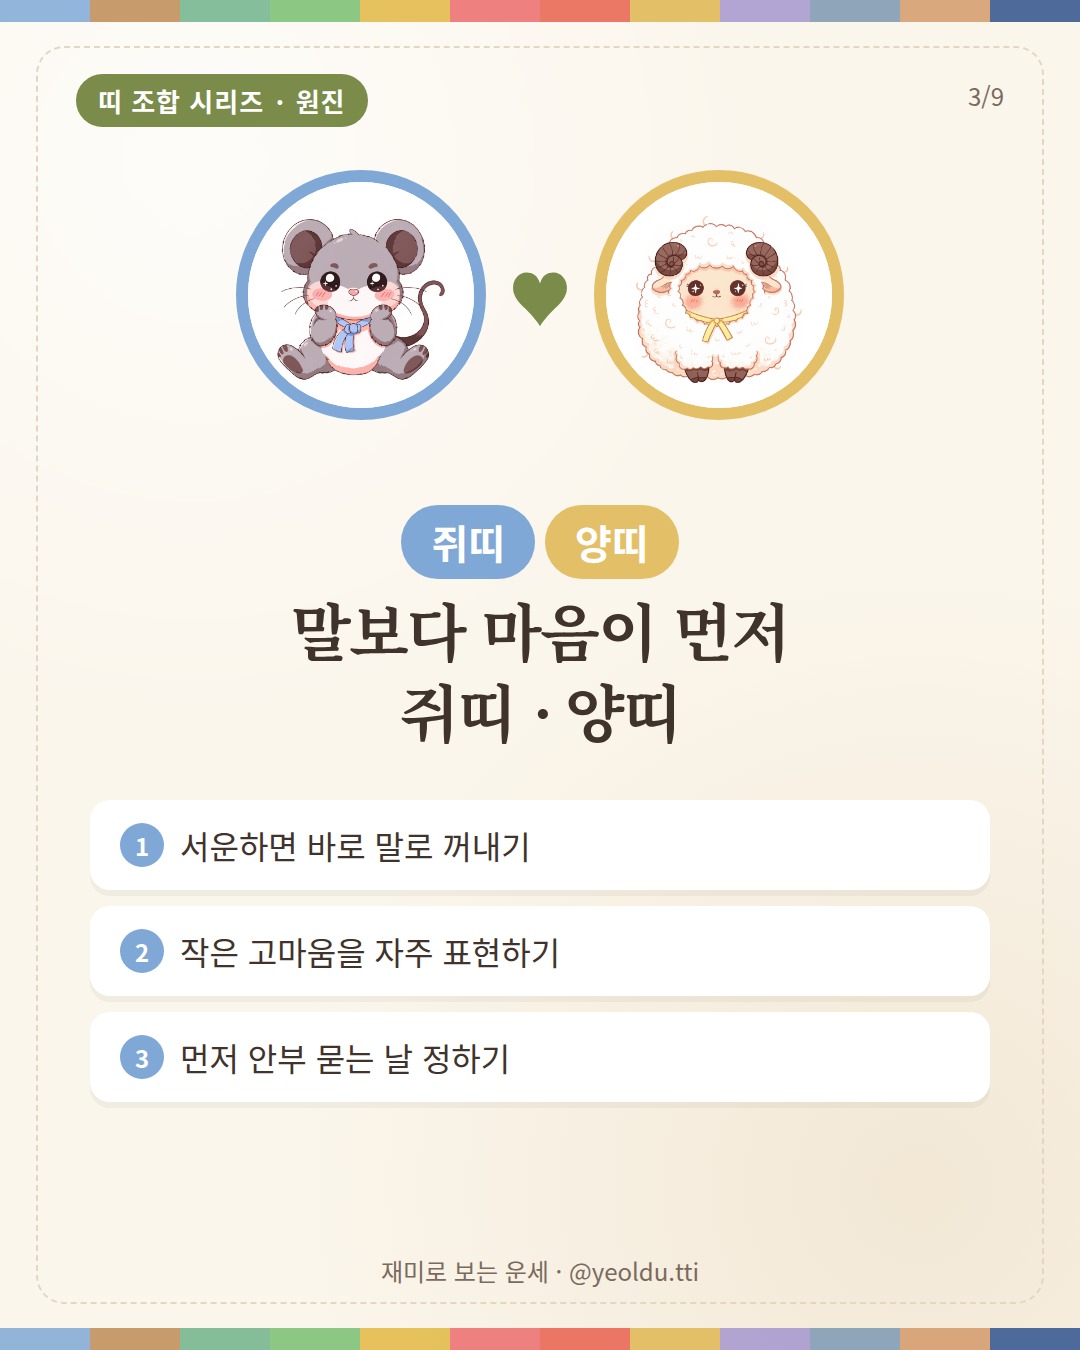 띠 조합 시리즈 · 원진
3/9
쥐띠 양띠
말보다 마음이 먼저
쥐띠 · 양띠
1 서운하면 바로 말로 꺼내기
2 작은 고마움을 자주 표현하기
3 먼저 안부 묻는 날 정하기
재미로 보는 운세 · @yeoldu.tti